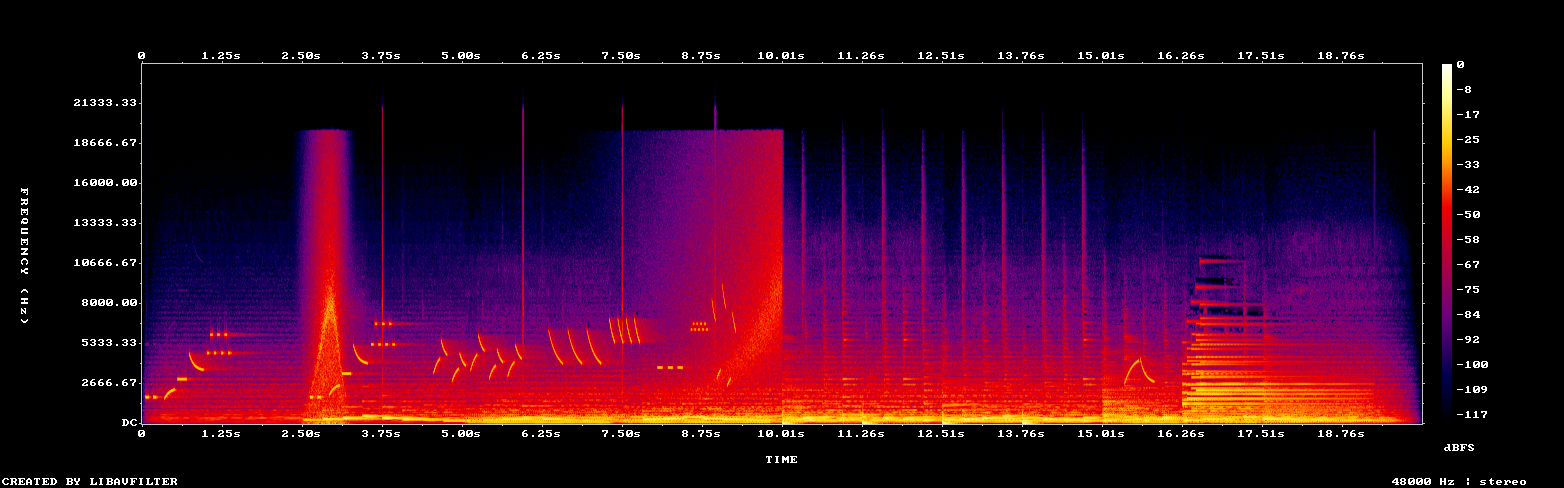 0 1.25s 2.50s 3.75s 5.00s 6.25s 7.50s 8.75s 10.01s 11.26s 12.51s 13.76s 15.01s 16.26s 17.51s 18.76s
21333.33
18666.67
16000.00
13333.33
10666.67
8000.00
5333.33
2666.67
DC
FREQUENCY (Hz)
0 1.25s 2.50s 3.75s 5.00s 6.25s 7.50s 8.75s 10.01s 11.26s 12.51s 13.76s 15.01s 16.26s 17.51s 18.76s
TIME
0
-8
-17
-25
-33
-42
-50
-58
-67
-75
-84
-92
-100
-109
-117
dBFS
CREATED BY LIBAVFILTER
48000 Hz | stereo